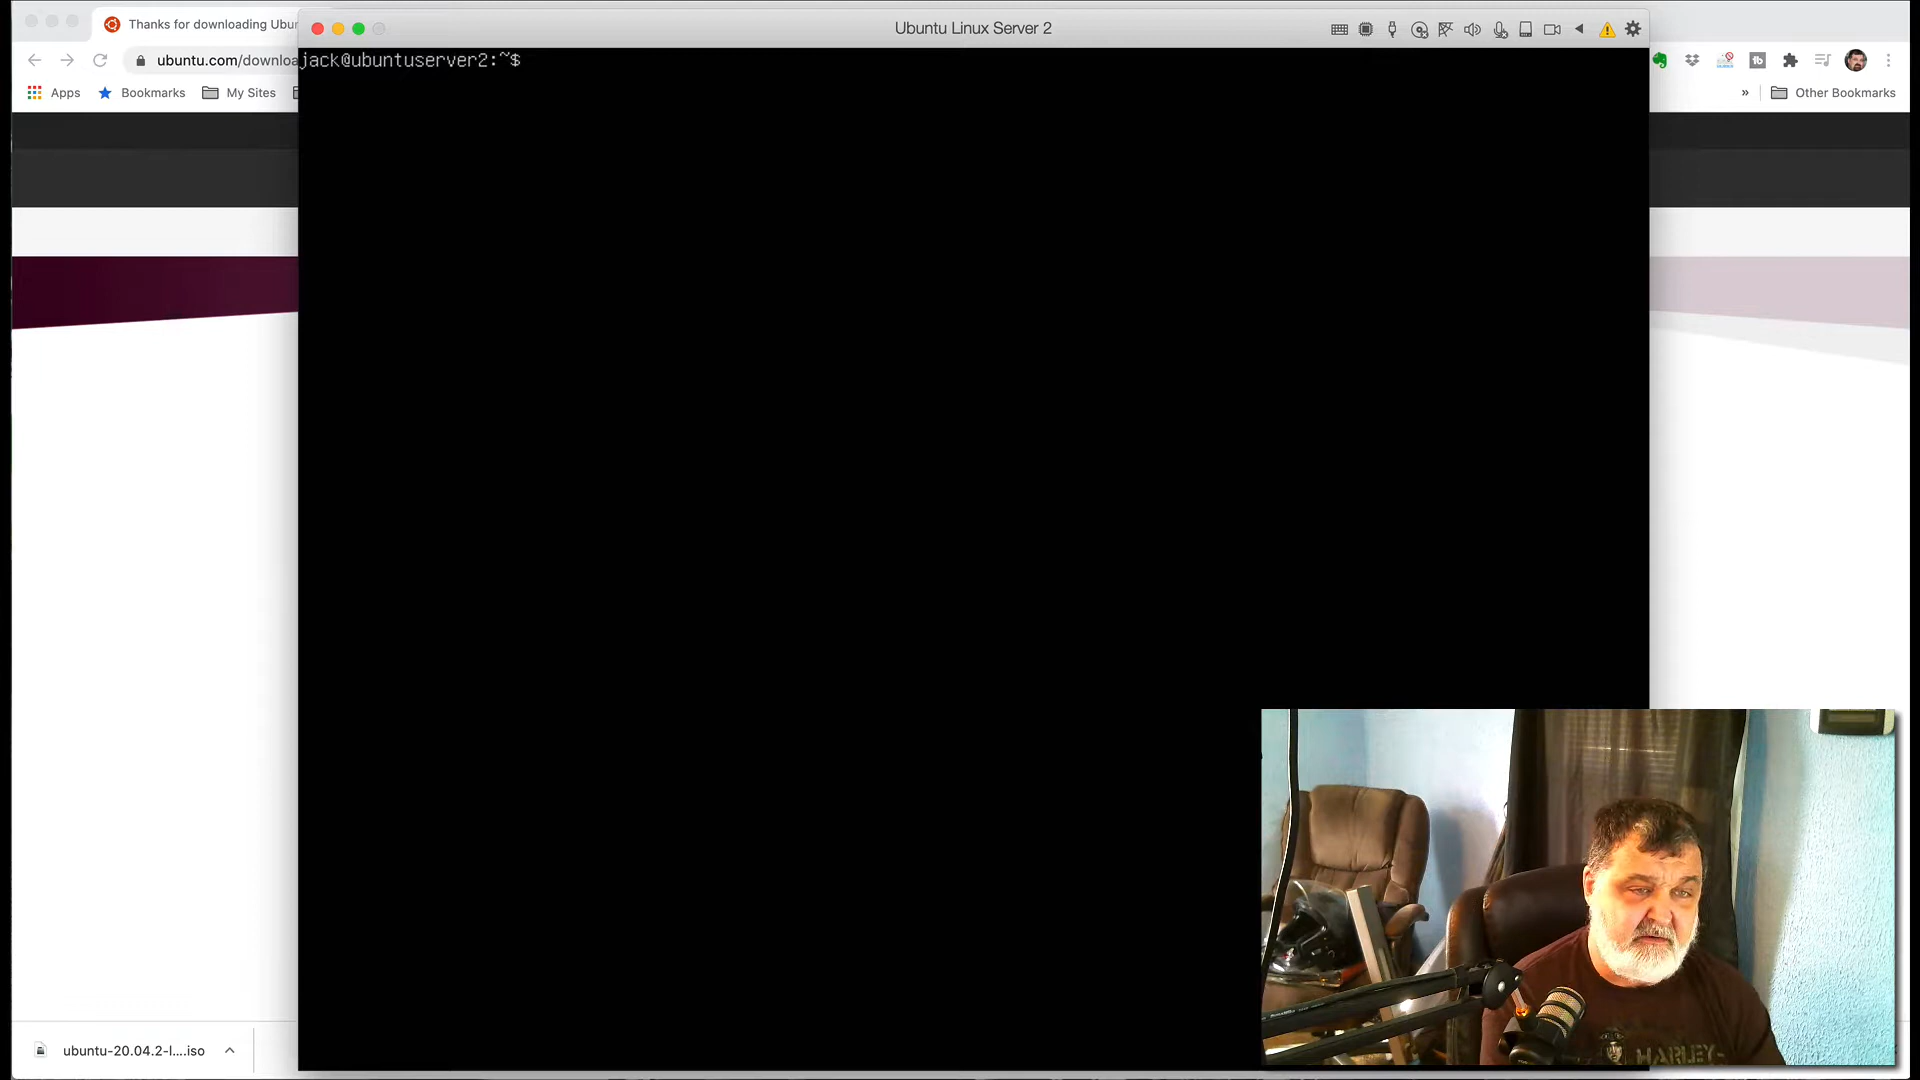 Thanks for downloading Ubu
Ubuntu Linux Server 2
ubuntu.com/downloa
jack@ubuntuserver2:~$
Apps
Bookmarks
My Sites
»
Other Bookmarks
ubuntu-20.04.2-l....iso
HARLEY-